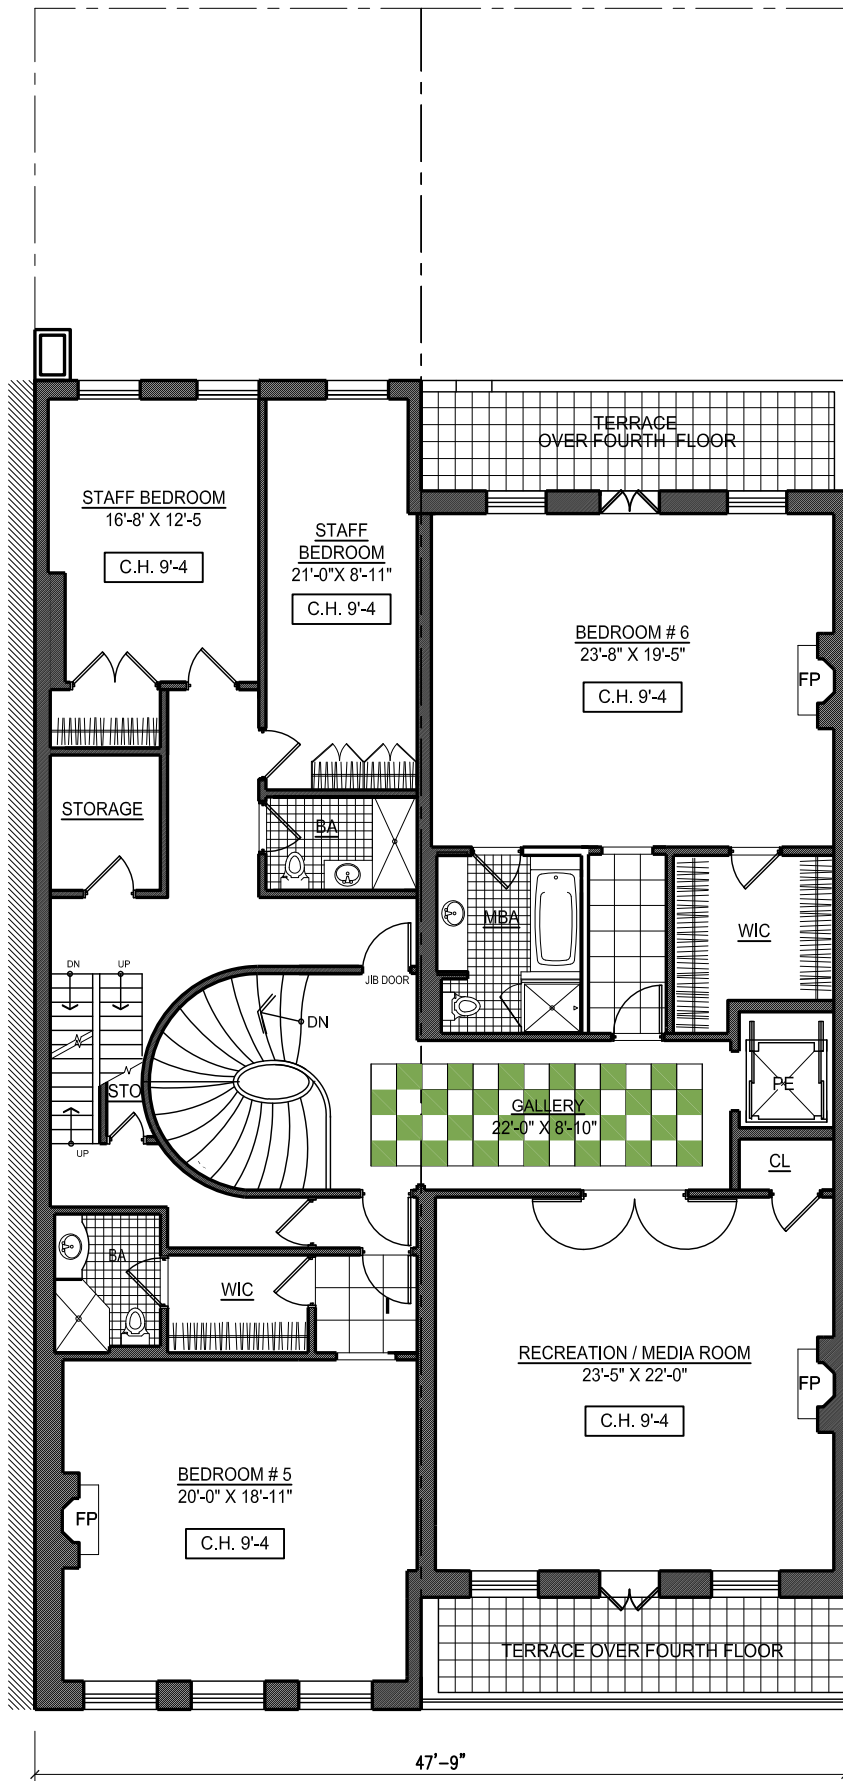 TERRACE
OVER FOURTH FLOOR
STAFF BEDROOM
16'-8' X 12'-5
C.H. 9'-4
STAFF
BEDROOM
21'-0"X 8'-11"
C.H. 9'-4
BEDROOM # 6
23'-8" X 19'-5"
C.H. 9'-4
FP
STORAGE
BA
MBA
WIC
JIB DOOR
DN
UP
DN
STO
UP
GALLERY
22'-0" X 8'-10"
PE
CL
BA
WIC
RECREATION / MEDIA ROOM
23'-5" X 22'-0"
C.H. 9'-4
FP
BEDROOM # 5
20'-0" X 18'-11"
C.H. 9'-4
FP
TERRACE OVER FOURTH FLOOR
47'-9"